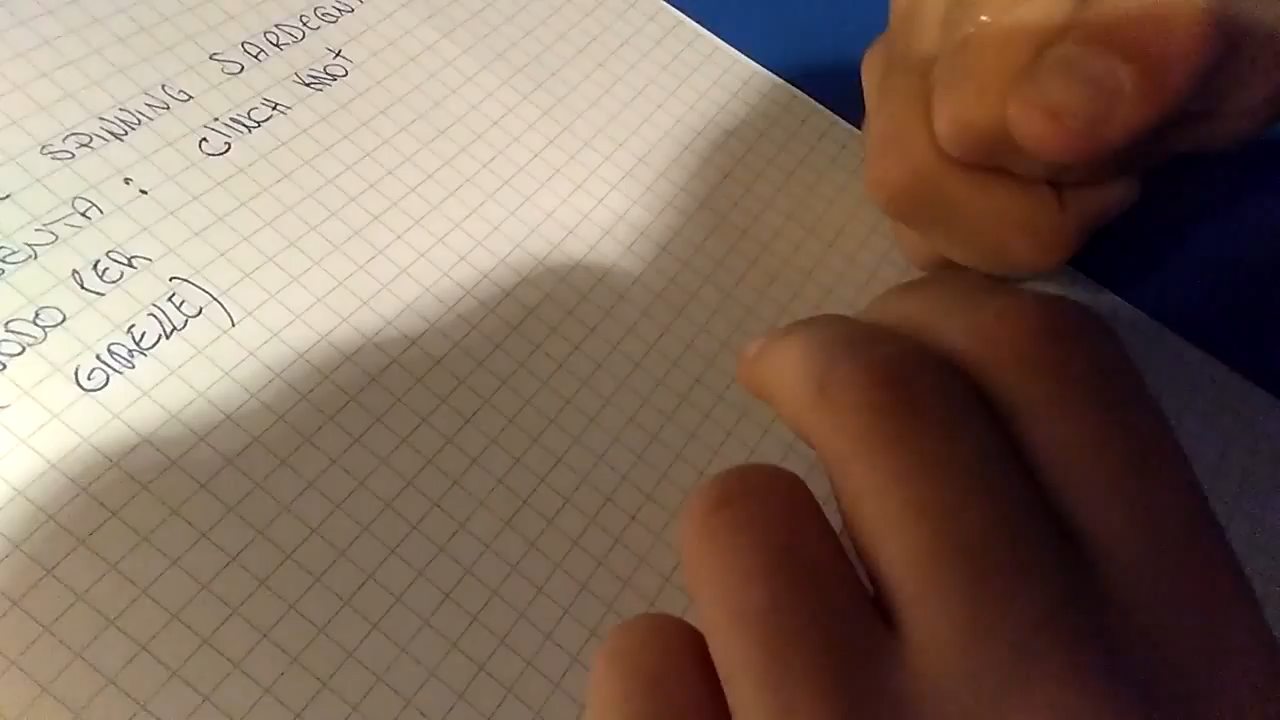 SPINNING SARDEGN
ENTA: CLINCH KNOT
ODO PER
GIRELLE)